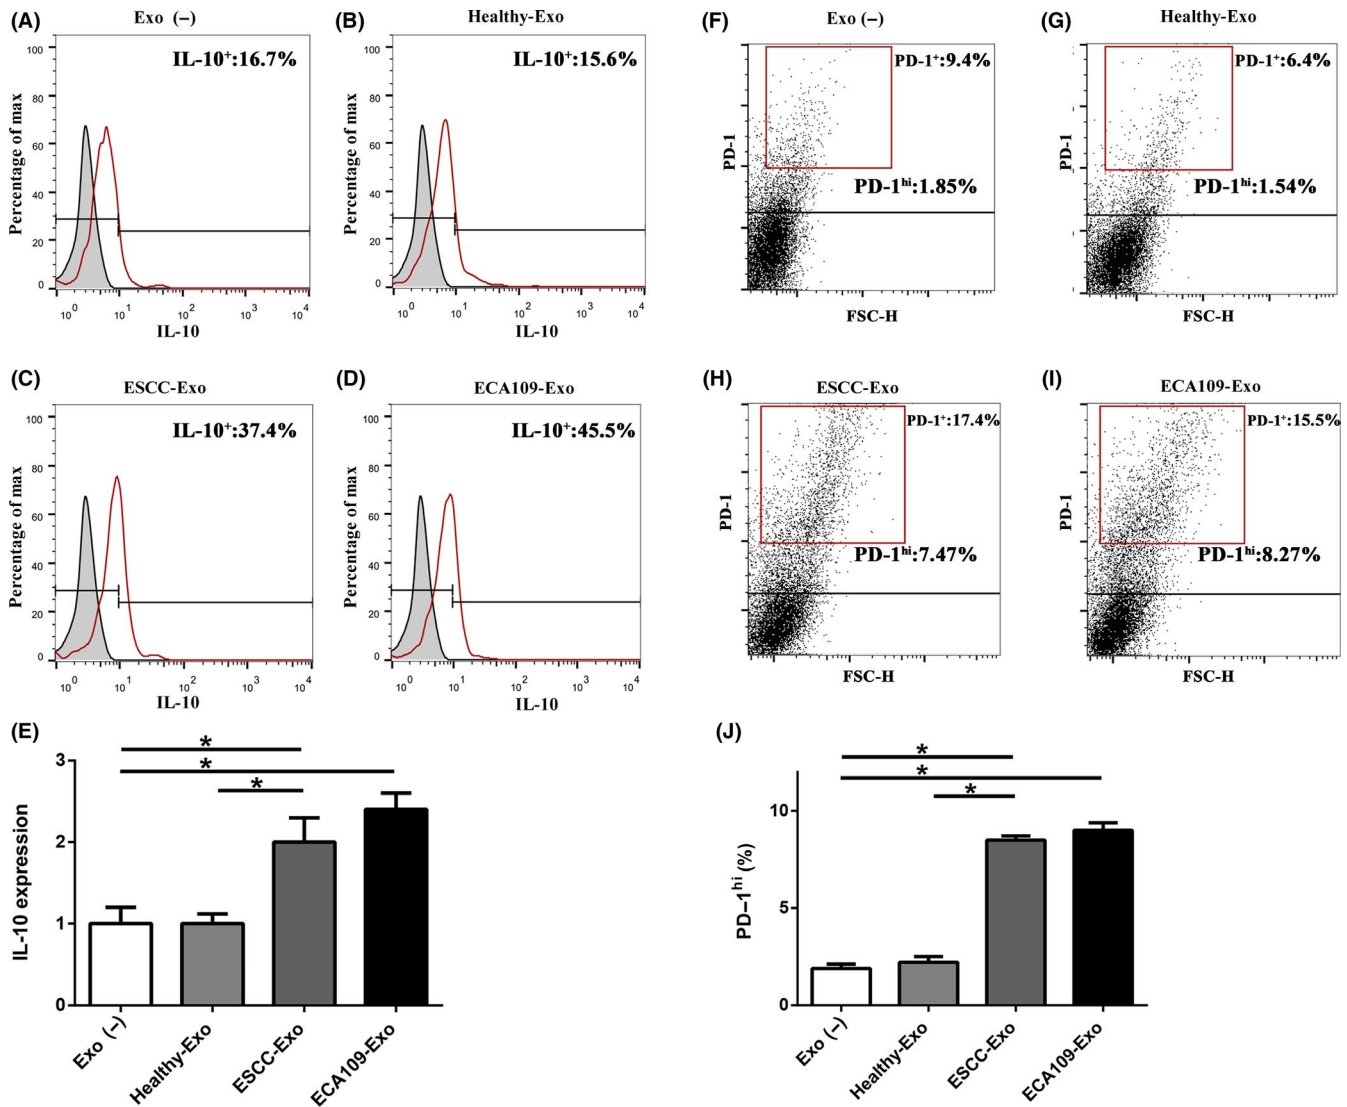 (A) Exo (−)
IL-10⁺:16.7%
Percentage of max
100
80
60
40
20
0
10⁰ 10¹ 10² 10³ 10⁴
IL-10
(B) Healthy-Exo
IL-10⁺:15.6%
Percentage of max
100
80
60
40
20
0
10⁰ 10¹ 10² 10³ 10⁴
IL-10
(F) Exo (−)
PD-1⁺:9.4%
PD-1ʰⁱ:1.85%
PD-1
FSC-H
(G) Healthy-Exo
PD-1⁺:6.4%
PD-1ʰⁱ:1.54%
PD-1
FSC-H
(C) ESCC-Exo
IL-10⁺:37.4%
Percentage of max
100
80
60
40
20
0
10⁰ 10¹ 10² 10³ 10⁴
IL-10
(D) ECA109-Exo
IL-10⁺:45.5%
Percentage of max
100
80
60
40
20
0
10⁰ 10¹ 10² 10³ 10⁴
IL-10
(H) ESCC-Exo
PD-1⁺:17.4%
PD-1ʰⁱ:7.47%
PD-1
FSC-H
(I) ECA109-Exo
PD-1⁺:15.5%
PD-1ʰⁱ:8.27%
PD-1
FSC-H
(E)
* 
*
*
IL-10 expression
3
2
1
0
Exo (−)
Healthy-Exo
ESCC-Exo
ECA109-Exo
(J)
*
*
*
PD−1ʰⁱ (%)
10
5
0
Exo (−)
Healthy-Exo
ESCC-Exo
ECA109-Exo